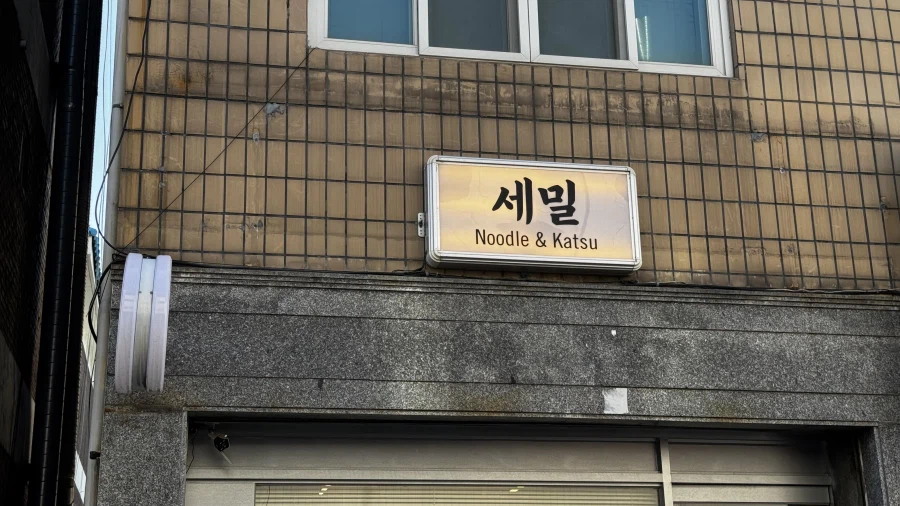 세밀
Noodle & Katsu